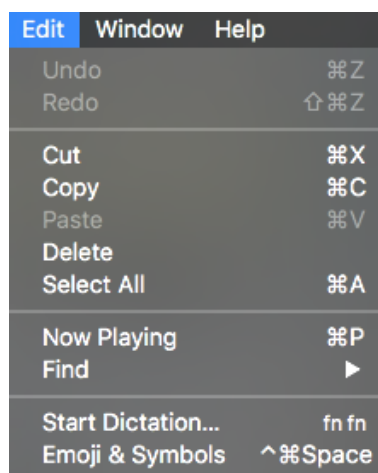 Edit Window Help
Undo ⌘Z
Redo ⇧⌘Z
Cut ⌘X
Copy ⌘C
Paste ⌘V
Delete
Select All ⌘A
Now Playing ⌘P
Find ▶
Start Dictation... fn fn
Emoji & Symbols ^⌘Space